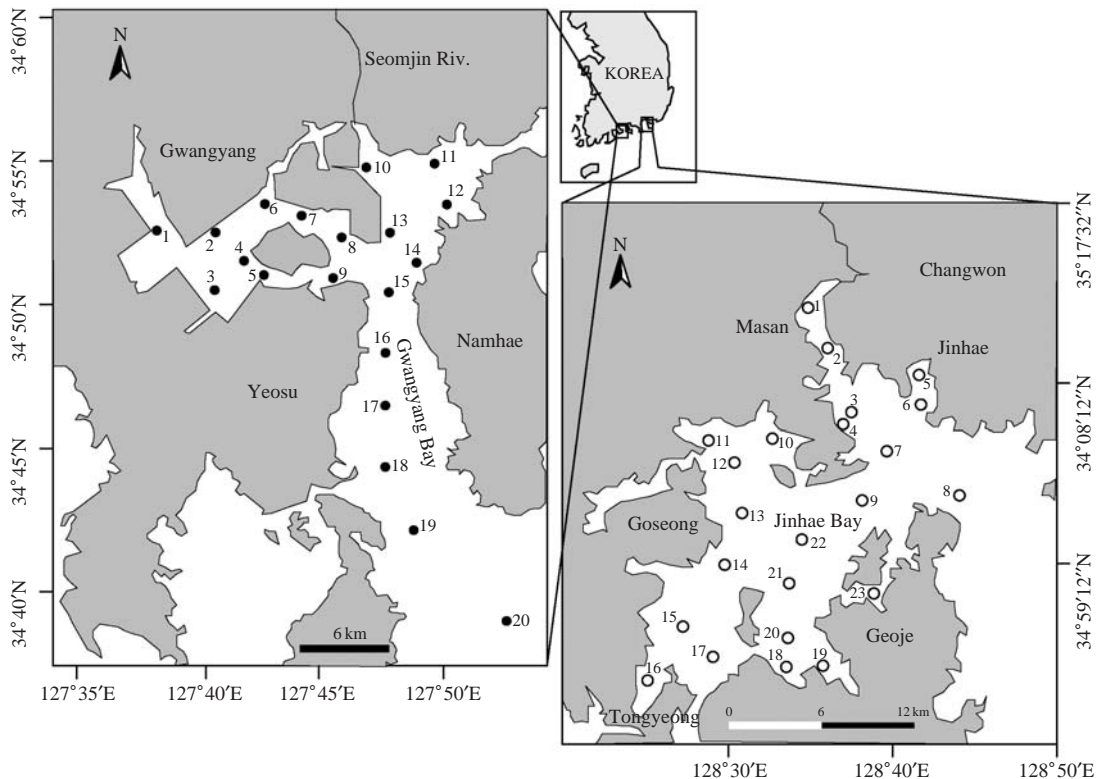 34°60′N
34°55′N
34°50′N
34°45′N
34°40′N
127°35′E
127°40′E
127°45′E
127°50′E
N
Seomjin Riv.
Gwangyang
Yeosu
Namhae
Gwangyang Bay
1
2
3
4
5
6
7
8
9
10
11
12
13
14
15
16
17
18
19
20
6 km
KOREA
N
Changwon
Masan
Jinhae
Goseong
Jinhae Bay
Geoje
Tongyeong
1
2
3
4
5
6
7
8
9
10
11
12
13
14
15
16
17
18
19
20
21
22
23
0
6
12 km
35°17′32′′N
34°08′12′′N
34°59′12′′N
128°30′E
128°40′E
128°50′E